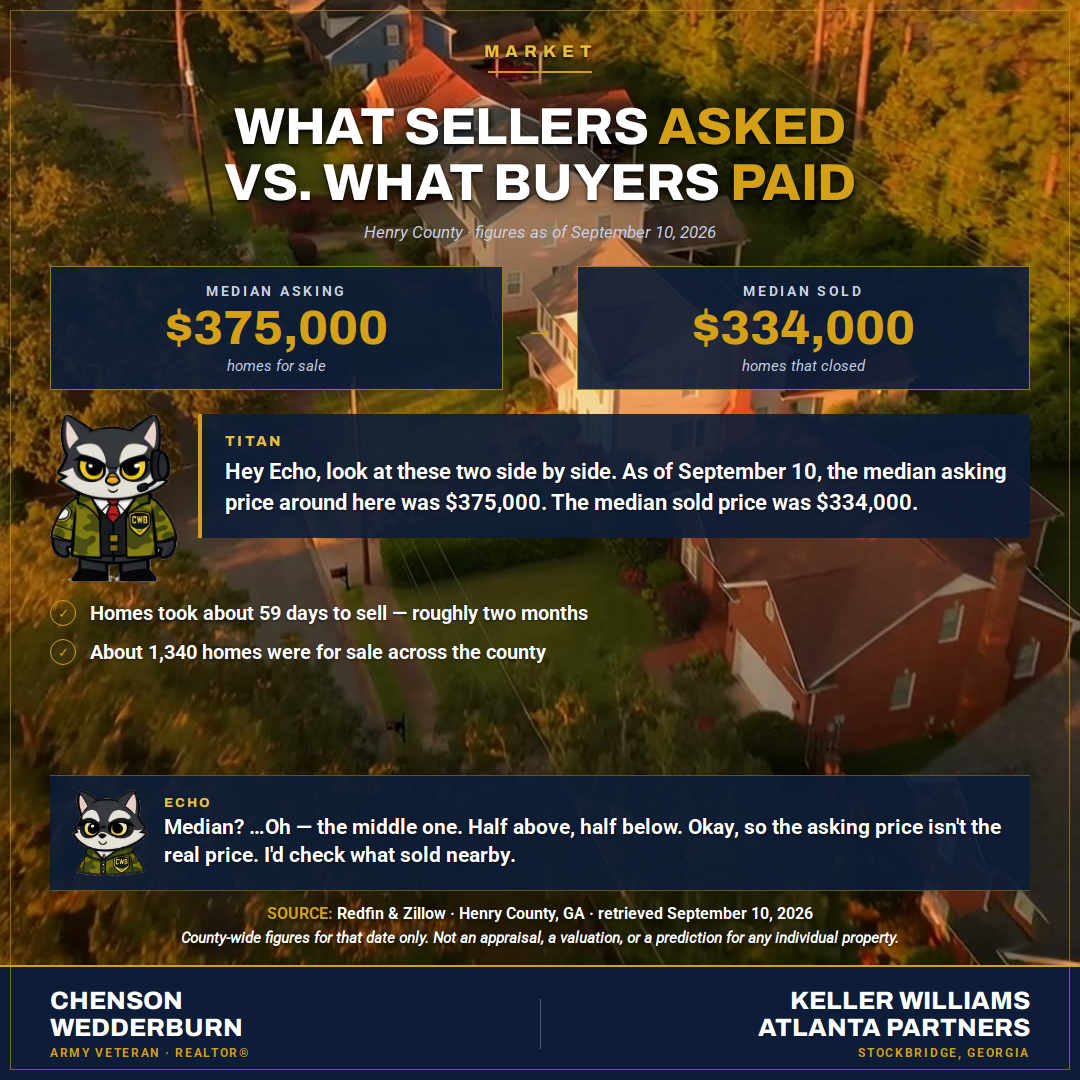 MARKET
WHAT SELLERS ASKED
VS. WHAT BUYERS PAID
Henry County · figures as of September 10, 2026
MEDIAN ASKING
$375,000
homes for sale
→
MEDIAN SOLD
$334,000
homes that closed
TITAN
Hey Echo, look at these two side by side. As of September 10, the median asking
price around here was $375,000. The median sold price was $334,000.
CWB
✓ Homes took about 59 days to sell — roughly two months
✓ About 1,340 homes were for sale across the county
ECHO
Median? ...Oh — the middle one. Half above, half below. Okay, so the asking price isn't the
real price. I'd check what sold nearby.
CWB
SOURCE: Redfin & Zillow · Henry County, GA · retrieved September 10, 2026
County-wide figures for that date only. Not an appraisal, a valuation, or a prediction for any individual property.
CHENSON
WEDDERBURN
ARMY VETERAN · REALTOR®
KELLER WILLIAMS
ATLANTA PARTNERS
STOCKBRIDGE, GEORGIA